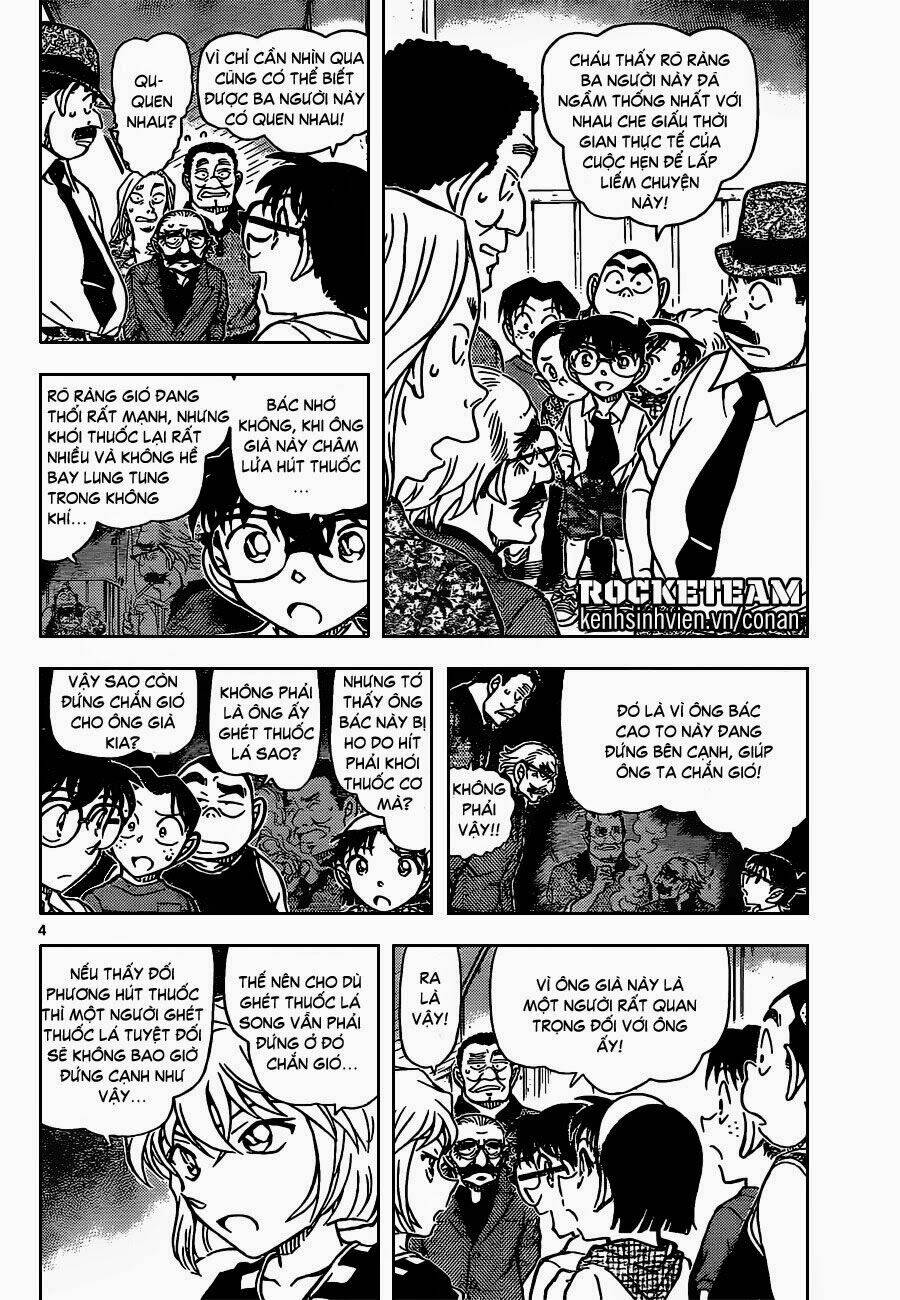 CHÁU THẤY RÕ RÀNG
BA NGƯỜI NÀY ĐÃ
NGẦM THỐNG NHẤT VỚI
NHAU CHE GIẤU THỜI
GIAN THỰC TẾ CỦA
CUỘC HẸN ĐỂ LẤP
LIẾM CHUYỆN
NÀY!
ROCKETEAM
kenhsinhvien.vn/conan
VÌ CHỈ CẦN NHÌN QUA
CŨNG CÓ THỂ BIẾT
ĐƯỢC BA NGƯỜI NÀY
CÓ QUEN NHAU!
QU-
QUEN
NHAU?
BÁC NHỚ
KHÔNG, KHI ÔNG
GIÀ NÀY CHÂM
LỬA HÚT THUỐC
...
RÕ RÀNG GIÓ ĐANG
THỔI RẤT MẠNH, NHƯNG
KHÓI THUỐC LẠI RẤT
NHIỀU VÀ KHÔNG HỀ
BAY LUNG TUNG
TRONG KHÔNG
KHÍ...
ĐÓ LÀ VÌ ÔNG BÁC
CAO TO NÀY ĐANG
ĐỨNG BÊN CẠNH, GIÚP
ÔNG TA CHẮN GIÓ!
KHÔNG
PHẢI
VẬY!!
NHƯNG TỚ
THẤY ÔNG
BÁC NÀY BỊ
HO DO HÍT
PHẢI KHÓI
THUỐC CƠ
MÀ?
KHÔNG PHẢI
LÀ ÔNG ẤY
GHÉT THUỐC
LÁ SAO?
VẬY SAO CÒN
ĐỨNG CHẮN GIÓ
CHO ÔNG GIÀ
KIA?
4
VÌ ÔNG GIÀ NÀY LÀ
MỘT NGƯỜI RẤT QUAN
TRỌNG ĐỐI VỚI ÔNG
ẤY!
RA
LÀ
VẬY!
THẾ NÊN CHO DÙ
GHÉT THUỐC LÁ
SONG VẪN PHẢI
ĐỨNG Ở ĐÓ
CHẮN GIÓ...
NẾU THẤY ĐỐI
PHƯƠNG HÚT THUỐC
THÌ MỘT NGƯỜI GHÉT
THUỐC LÁ TUYỆT ĐỐI
SẼ KHÔNG BAO GIỜ
ĐỨNG CẠNH NHƯ
VẬY...